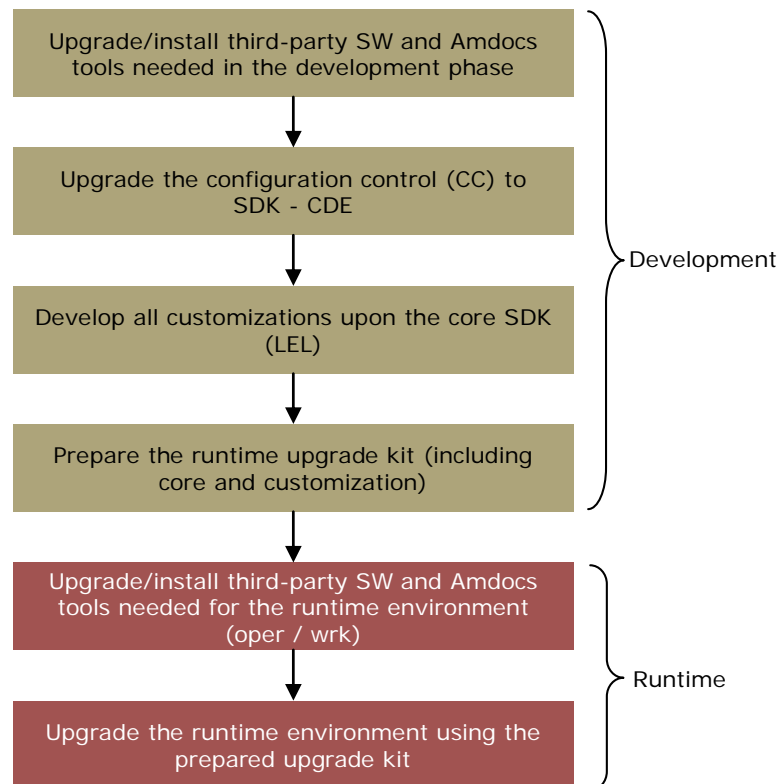 Upgrade/install third-party SW and Amdocs
tools needed in the development phase
Upgrade the configuration control (CC) to
SDK - CDE
Develop all customizations upon the core SDK
(LEL)
Prepare the runtime upgrade kit (including
core and customization)
Development
Upgrade/install third-party SW and Amdocs
tools needed for the runtime environment
(oper / wrk)
Upgrade the runtime environment using the
prepared upgrade kit
Runtime